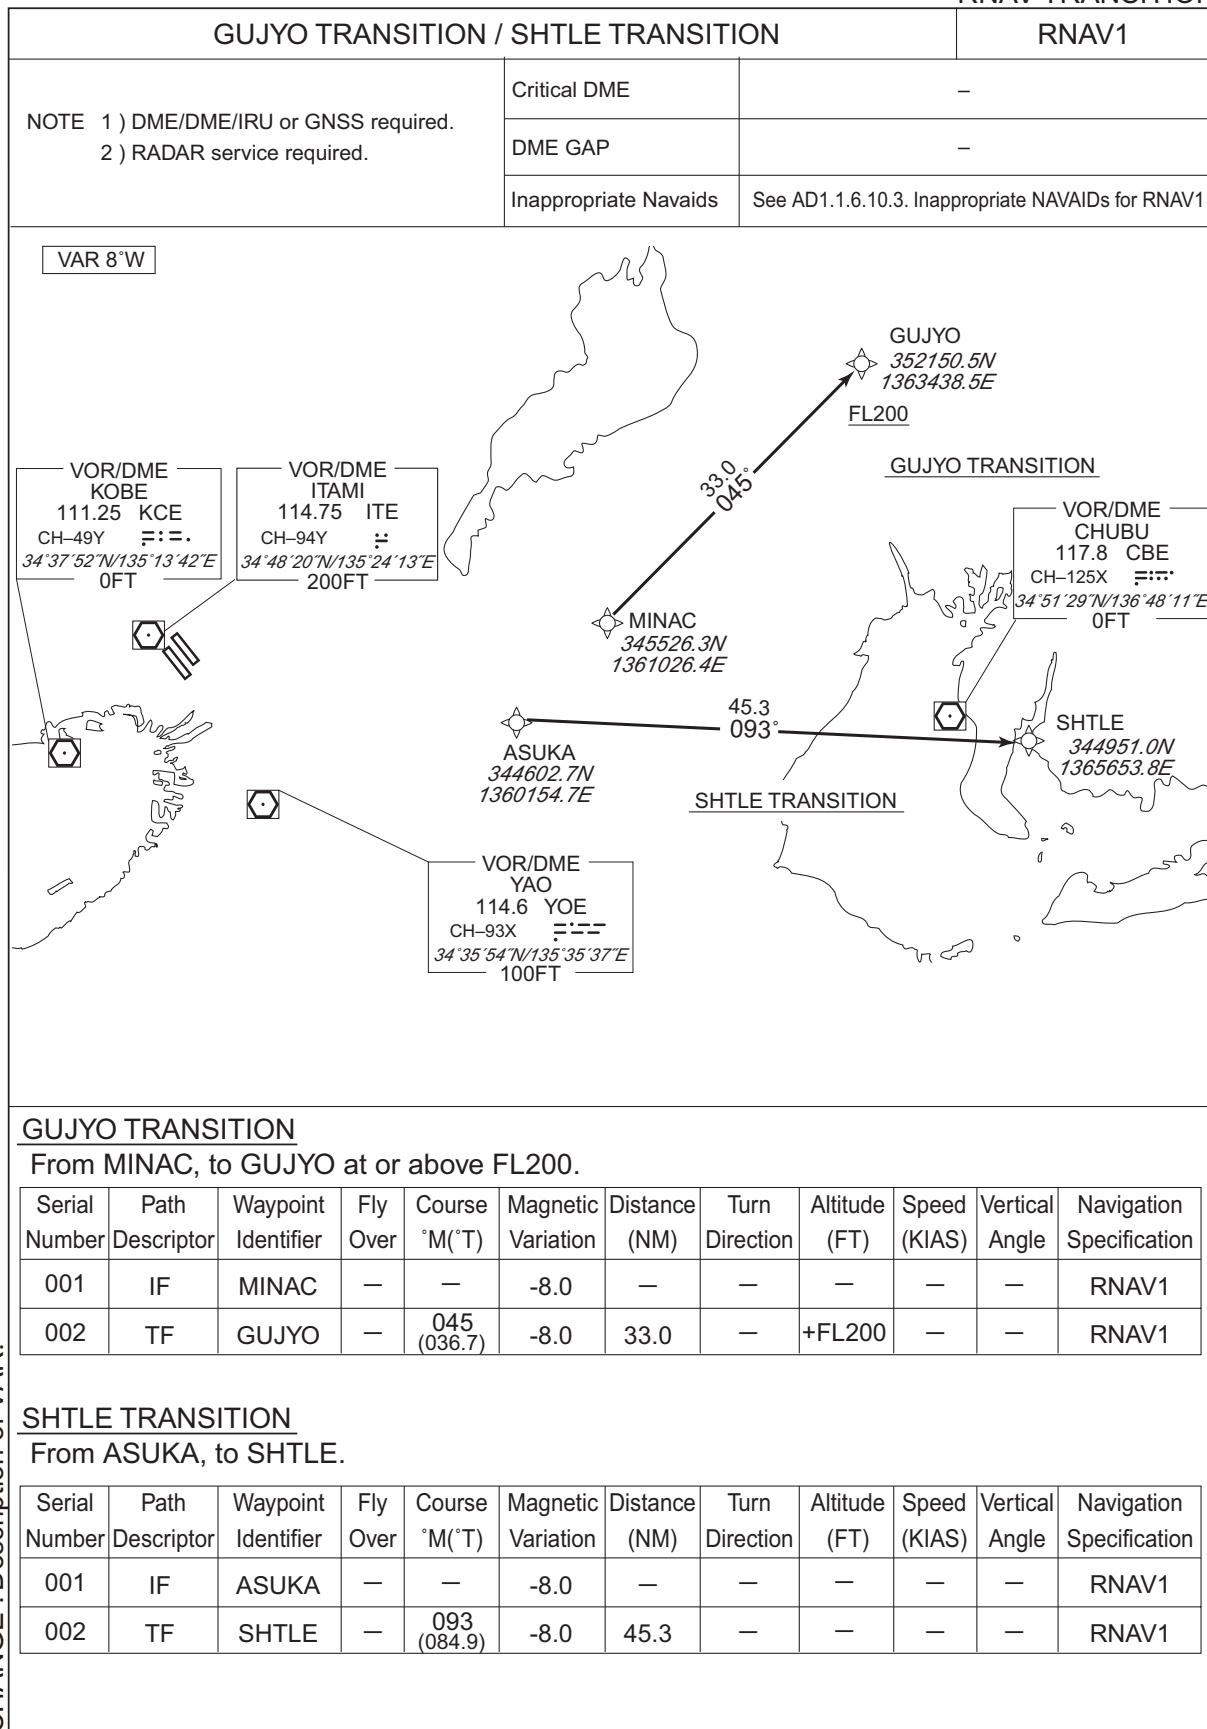 RNAV TRANSITION
GUJYO TRANSITION / SHTLE TRANSITION
RNAV1
NOTE 1 ) DME/DME/IRU or GNSS required.
2 ) RADAR service required.
Critical DME
–
DME GAP
–
Inappropriate Navaids
See AD1.1.6.10.3. Inappropriate NAVAIDs for RNAV1
VAR 8˚W
GUJYO
352150.5N
1363438.5E
FL200
33.0
045˚
GUJYO TRANSITION
VOR/DME
KOBE
111.25 KCE
CH–49Y
34˚37´52˝N/135˚13´42˝E
0FT
VOR/DME
ITAMI
114.75 ITE
CH–94Y
34˚48´20˝N/135˚24´13˝E
200FT
VOR/DME
CHUBU
117.8 CBE
CH–125X
34˚51´29˝N/136˚48´11˝E
0FT
MINAC
345526.3N
1361026.4E
45.3
093˚
ASUKA
344602.7N
1360154.7E
SHTLE
344951.0N
1365653.8E
SHTLE TRANSITION
VOR/DME
YAO
114.6 YOE
CH–93X
34˚35´54˝N/135˚35´37˝E
100FT
GUJYO TRANSITION
From MINAC, to GUJYO at or above FL200.
Serial Number Path Descriptor Waypoint Identifier Fly Over Course ˚M(˚T) Magnetic Variation Distance (NM) Turn Direction Altitude (FT) Speed (KIAS) Vertical Angle Navigation Specification
001 IF MINAC – – -8.0 – – – – – RNAV1
002 TF GUJYO – 045 (036.7) -8.0 33.0 – +FL200 – – RNAV1
SHTLE TRANSITION
From ASUKA, to SHTLE.
Serial Number Path Descriptor Waypoint Identifier Fly Over Course ˚M(˚T) Magnetic Variation Distance (NM) Turn Direction Altitude (FT) Speed (KIAS) Vertical Angle Navigation Specification
001 IF ASUKA – – -8.0 – – – – – RNAV1
002 TF SHTLE – 093 (084.9) -8.0 45.3 – – – – RNAV1